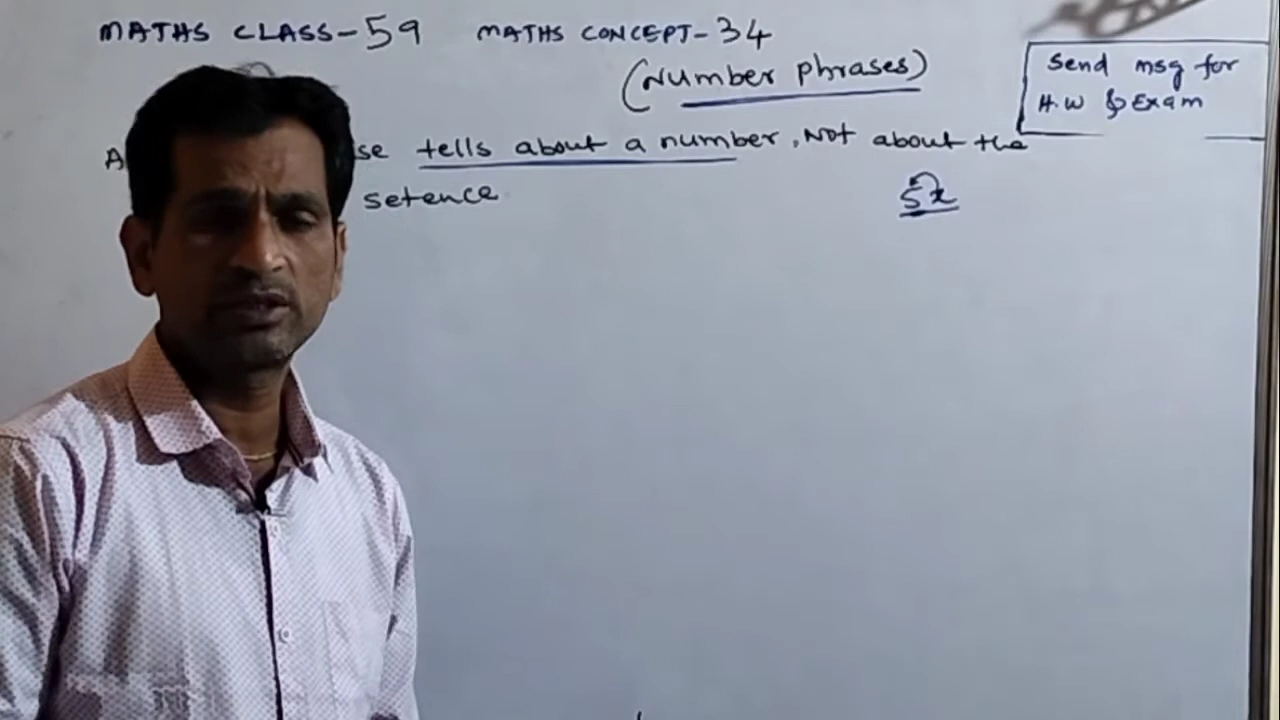 MATHS CLASS-59 MATHS CONCEPT-34
(Number phrases)
Send msg for
H.W & Exam
A se tells about a number, Not about the
setence
5x